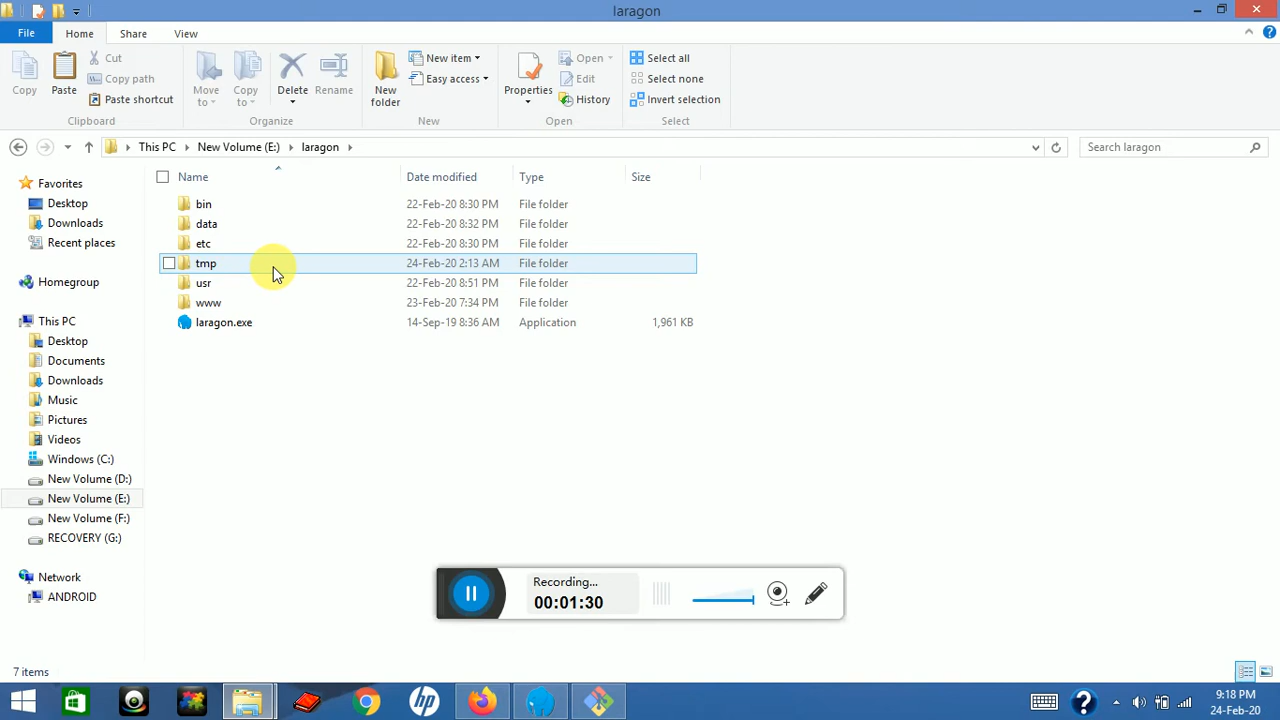 laragon
File
Home
Share
View
Copy
Paste
Cut
Copy path
Paste shortcut
Clipboard
Move to
Copy to
Delete
Rename
Organize
New folder
New item
Easy access
New
Properties
Open
Edit
History
Open
Select all
Select none
Invert selection
Select
This PC
New Volume (E:)
laragon
Search laragon
Favorites
Desktop
Downloads
Recent places
Homegroup
This PC
Desktop
Documents
Downloads
Music
Pictures
Videos
Windows (C:)
New Volume (D:)
New Volume (E:)
New Volume (F:)
RECOVERY (G:)
Network
ANDROID
Name Date modified Type Size
bin 22-Feb-20 8:30 PM File folder
data 22-Feb-20 8:32 PM File folder
etc 22-Feb-20 8:30 PM File folder
tmp 24-Feb-20 2:13 AM File folder
usr 22-Feb-20 8:51 PM File folder
www 23-Feb-20 7:34 PM File folder
laragon.exe 14-Sep-19 8:36 AM Application 1,961 KB
Recording...
00:01:30
7 items
hp
9:18 PM
24-Feb-20